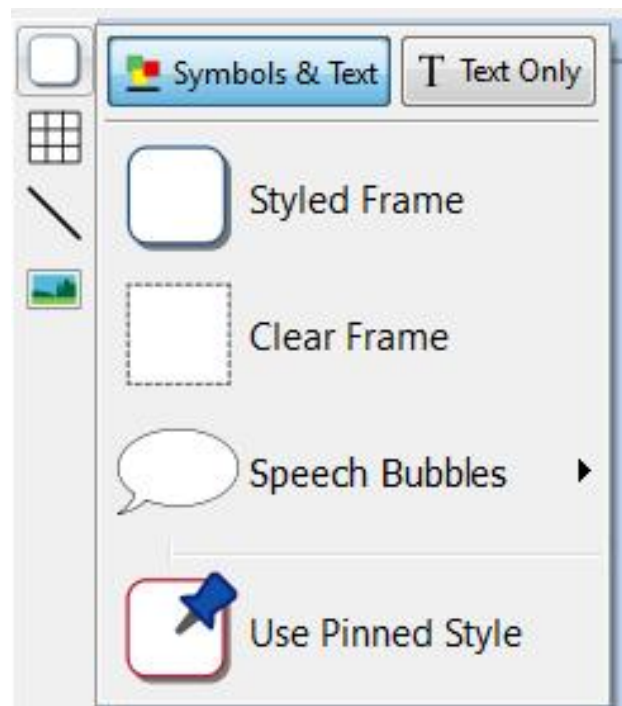 Symbols & Text
T Text Only
Styled Frame
Clear Frame
Speech Bubbles
Use Pinned Style